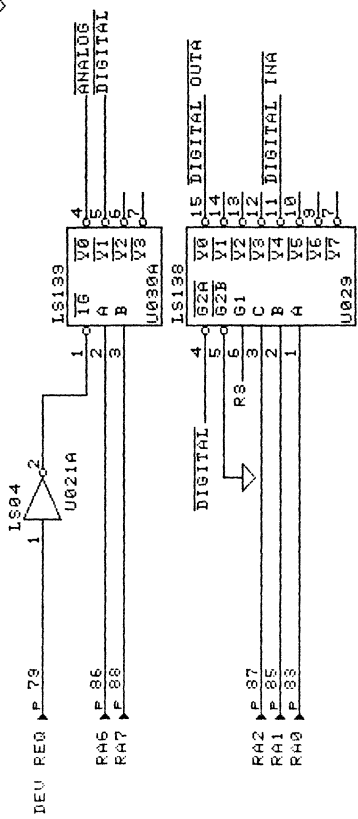 LS04
LS139
DEV REQ P 79 1 2 1 1G Y0 4 ANALOG
U021A
RA6 P 86 2 A Y1 5 DIGITAL
RA7 P 88 3 B Y2 6
Y3 7
U030A
LS138
DIGITAL 4 G2A Y0 15 DIGITAL OUTA
5 G2B Y1 14
R3 6 G1 Y2 13
RA2 P 87 3 C Y3 12
RA1 P 85 2 B Y4 11 DIGITAL INA
RA0 P 83 1 A Y5 10
Y6 9
Y7 7
U029